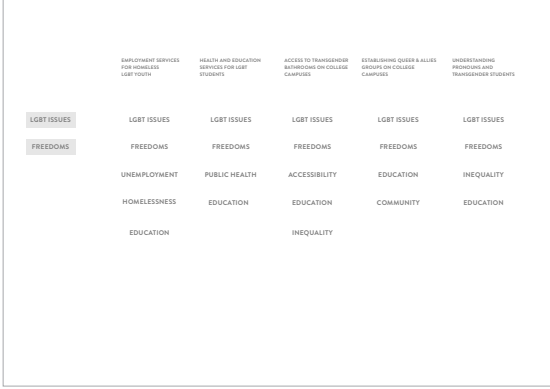 EMPLOYMENT SERVICES
FOR HOMELESS
LGBT YOUTH
HEALTH AND EDUCATION
SERVICES FOR LGBT
STUDENTS
ACCESS TO TRANSGENDER
BATHROOMS ON COLLEGE
CAMPUSES
ESTABLISHING QUEER & ALLIES
GROUPS ON COLLEGE
CAMPUSES
UNDERSTANDING
PRONOUNS AND
TRANSGENDER STUDENTS
LGBT ISSUES LGBT ISSUES LGBT ISSUES LGBT ISSUES LGBT ISSUES LGBT ISSUES
FREEDOMS FREEDOMS FREEDOMS FREEDOMS FREEDOMS FREEDOMS
UNEMPLOYMENT PUBLIC HEALTH ACCESSIBILITY EDUCATION INEQUALITY
HOMELESSNESS EDUCATION EDUCATION COMMUNITY EDUCATION
EDUCATION INEQUALITY